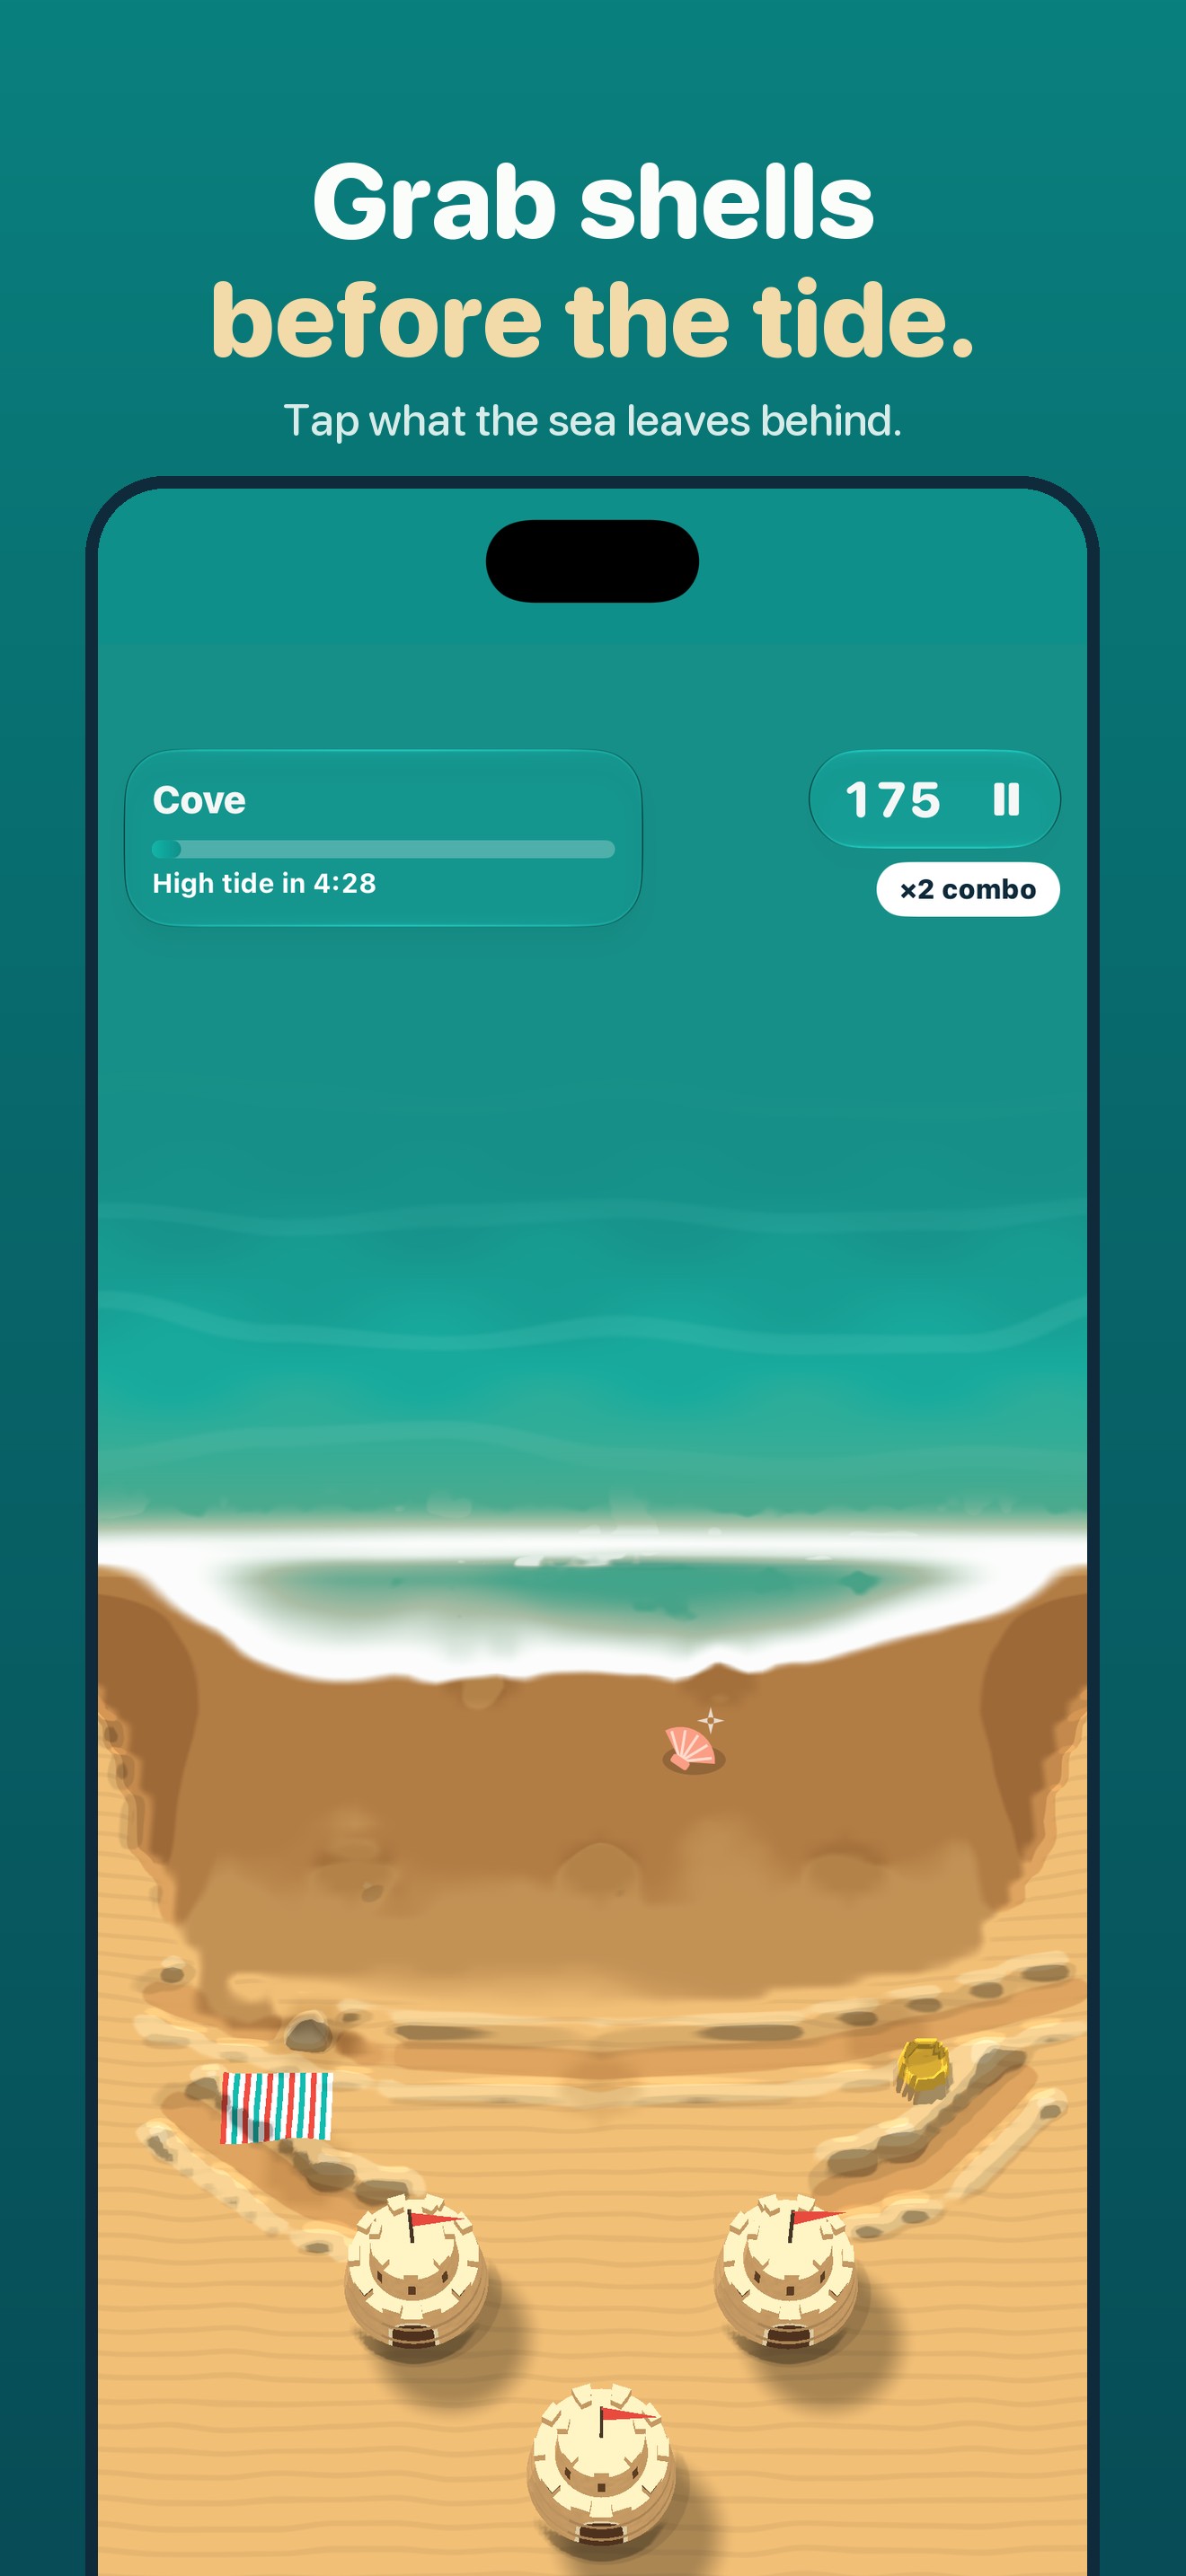 Grab shells
before the tide.
Tap what the sea leaves behind.
Cove
175
High tide in 4:28
×2 combo